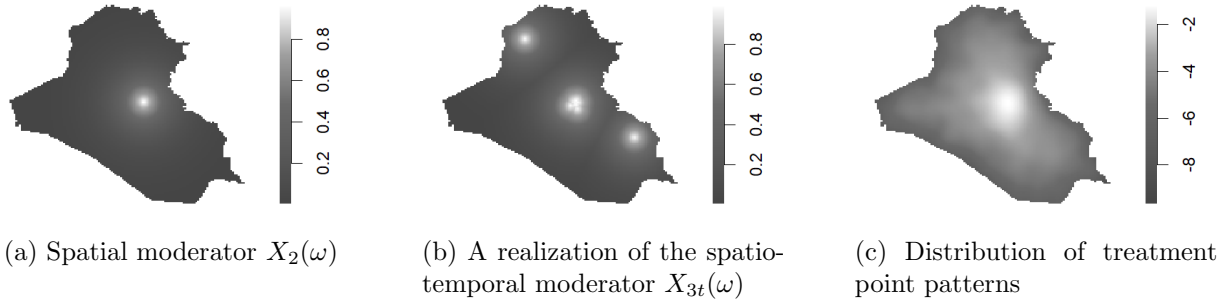 0.8
0.6
0.4
0.2
0.8
0.6
0.4
0.2
-2
-4
-6
-8
(a) Spatial moderator X₂(ω)
(b) A realization of the spatio-
temporal moderator X₃ₜ(ω)
(c) Distribution of treatment
point patterns